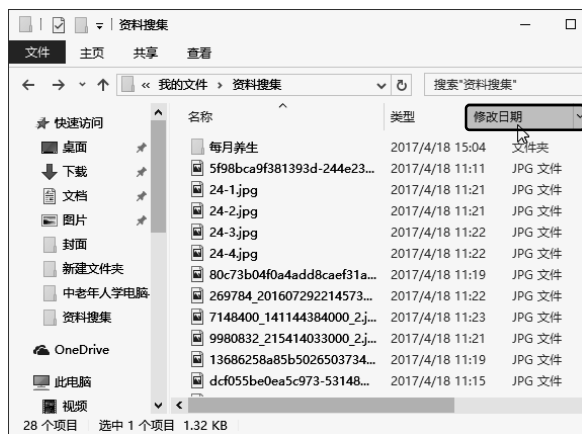 资料搜集
文件 主页 共享 查看
« 我的文件 › 资料搜集 搜索"资料搜集"
名称 类型 修改日期
快速访问
桌面
下载
文档
图片
封面
新建文件夹
中老年人学电脑
资料搜集
OneDrive
此电脑
视频
每月养生 2017/4/18 15:04 文件夹
5f98bca9f381393d-244e23... 2017/4/18 11:11 JPG 文件
24-1.jpg 2017/4/18 11:21 JPG 文件
24-2.jpg 2017/4/18 11:21 JPG 文件
24-3.jpg 2017/4/18 11:22 JPG 文件
24-4.jpg 2017/4/18 11:22 JPG 文件
80c73b04f0a4add8caef31a... 2017/4/18 11:19 JPG 文件
269784_201607292214573... 2017/4/18 11:22 JPG 文件
7148400_141144384000_2.j... 2017/4/18 11:23 JPG 文件
9980832_215414033000_2.j... 2017/4/18 11:21 JPG 文件
13686258a85b5026503734... 2017/4/18 11:19 JPG 文件
dcf055be0ea5c973-53148... 2017/4/18 11:15 JPG 文件
28 个项目 选中 1 个项目 1.32 KB